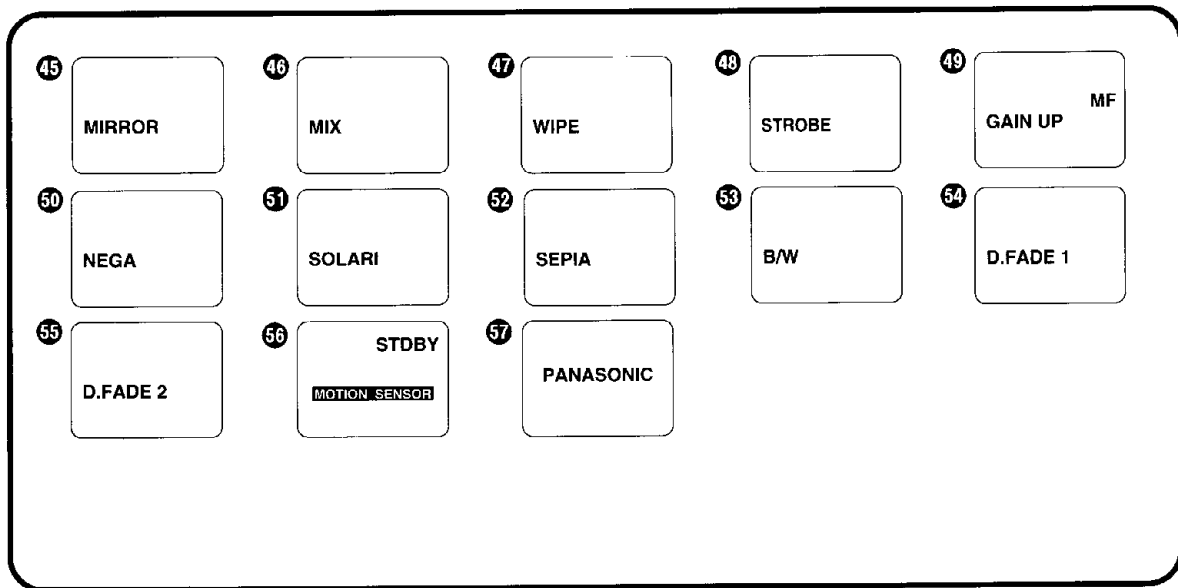 45 MIRROR
46 MIX
47 WIPE
48 STROBE
49 MF
GAIN UP
50 NEGA
51 SOLARI
52 SEPIA
53 B/W
54 D.FADE 1
55 D.FADE 2
56 STDBY
MOTION SENSOR
57 PANASONIC